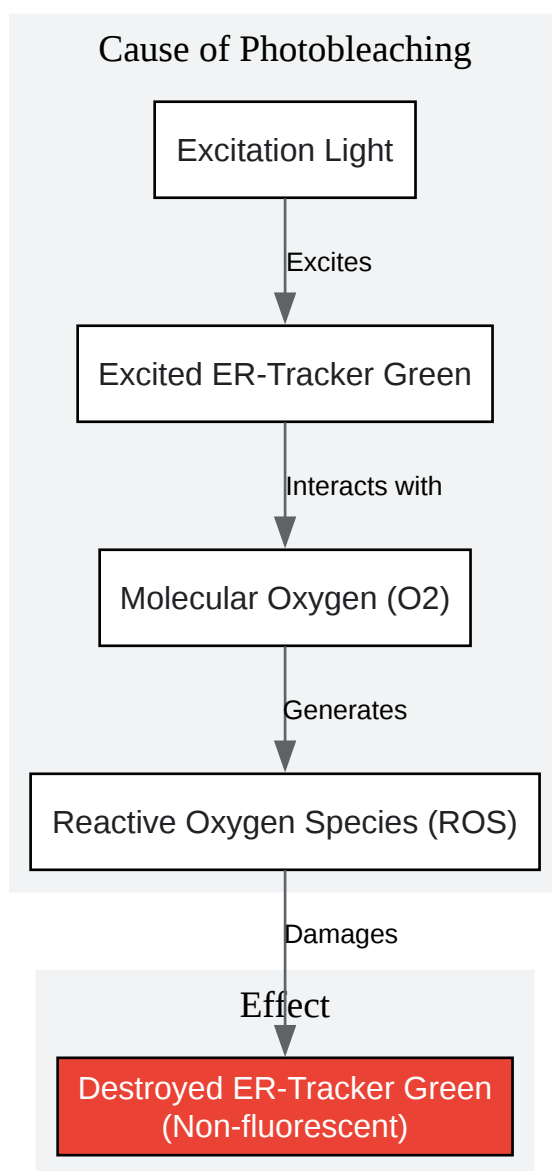 Cause of Photobleaching
Excitation Light
Excites
Excited ER-Tracker Green
Interacts with
Molecular Oxygen (O2)
Generates
Reactive Oxygen Species (ROS)
Damages
Effect
Destroyed ER-Tracker Green
(Non-fluorescent)